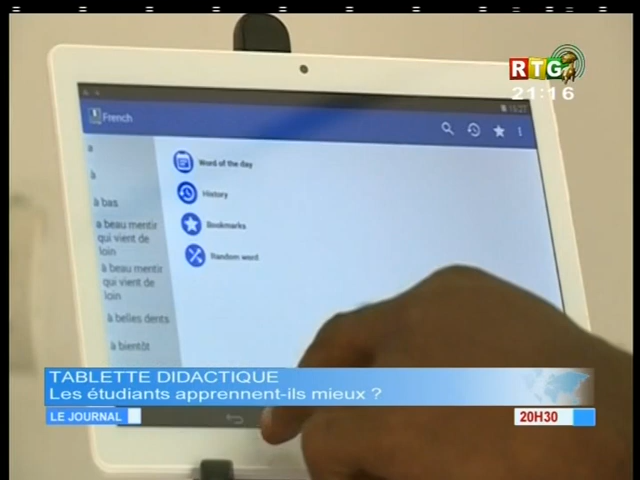 RTG
21:16
15:27
French
a
à
à bas
a beau mentir
qui vient de
loin
à beau mentir
qui vient de
loin
à belles dents
à bientôt
Word of the day
History
Bookmarks
Random word
TABLETTE DIDACTIQUE
Les étudiants apprennent-ils mieux ?
LE JOURNAL
20H30